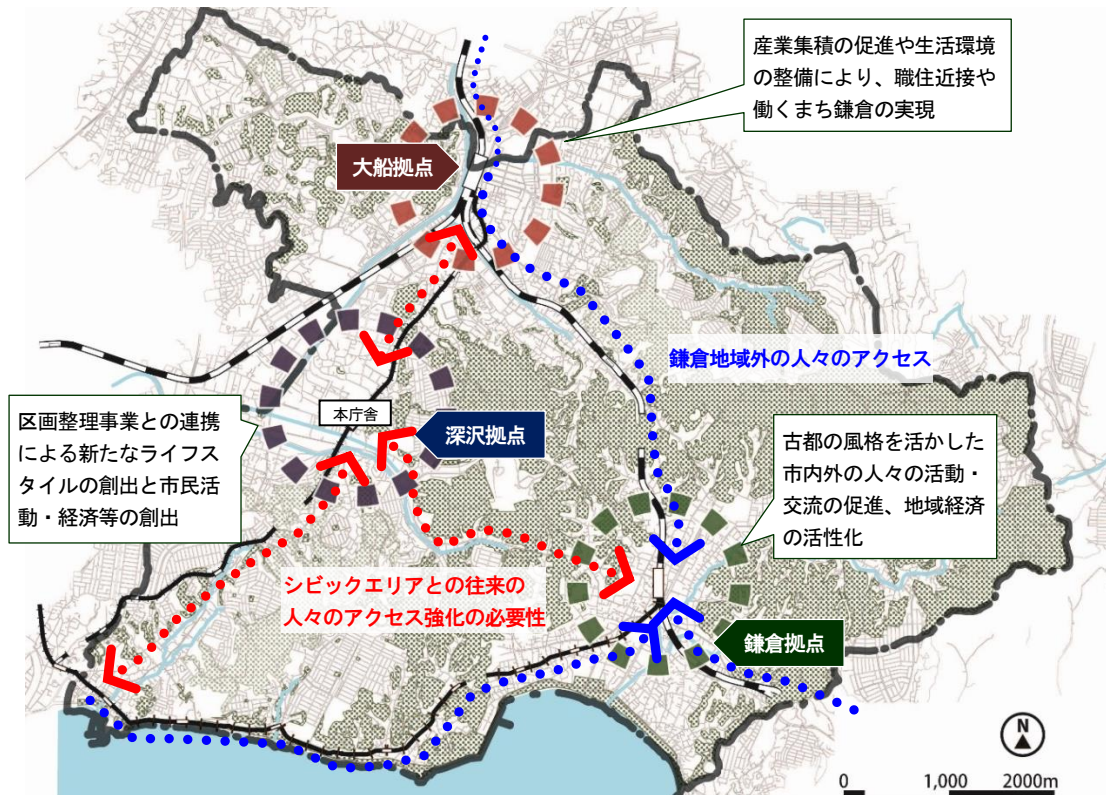 産業集積の促進や生活環境
の整備により、職住近接や
働くまち鎌倉の実現
大船拠点
鎌倉地域外の人々のアクセス
本庁舎
深沢拠点
区画整理事業との連携
による新たなライフス
タイルの創出と市民活
動・経済等の創出
古都の風格を活かした
市内外の人々の活動・
交流の促進、地域経済
の活性化
シビックエリアとの往来の
人々のアクセス強化の必要性
鎌倉拠点
N
0 1,000 2000m